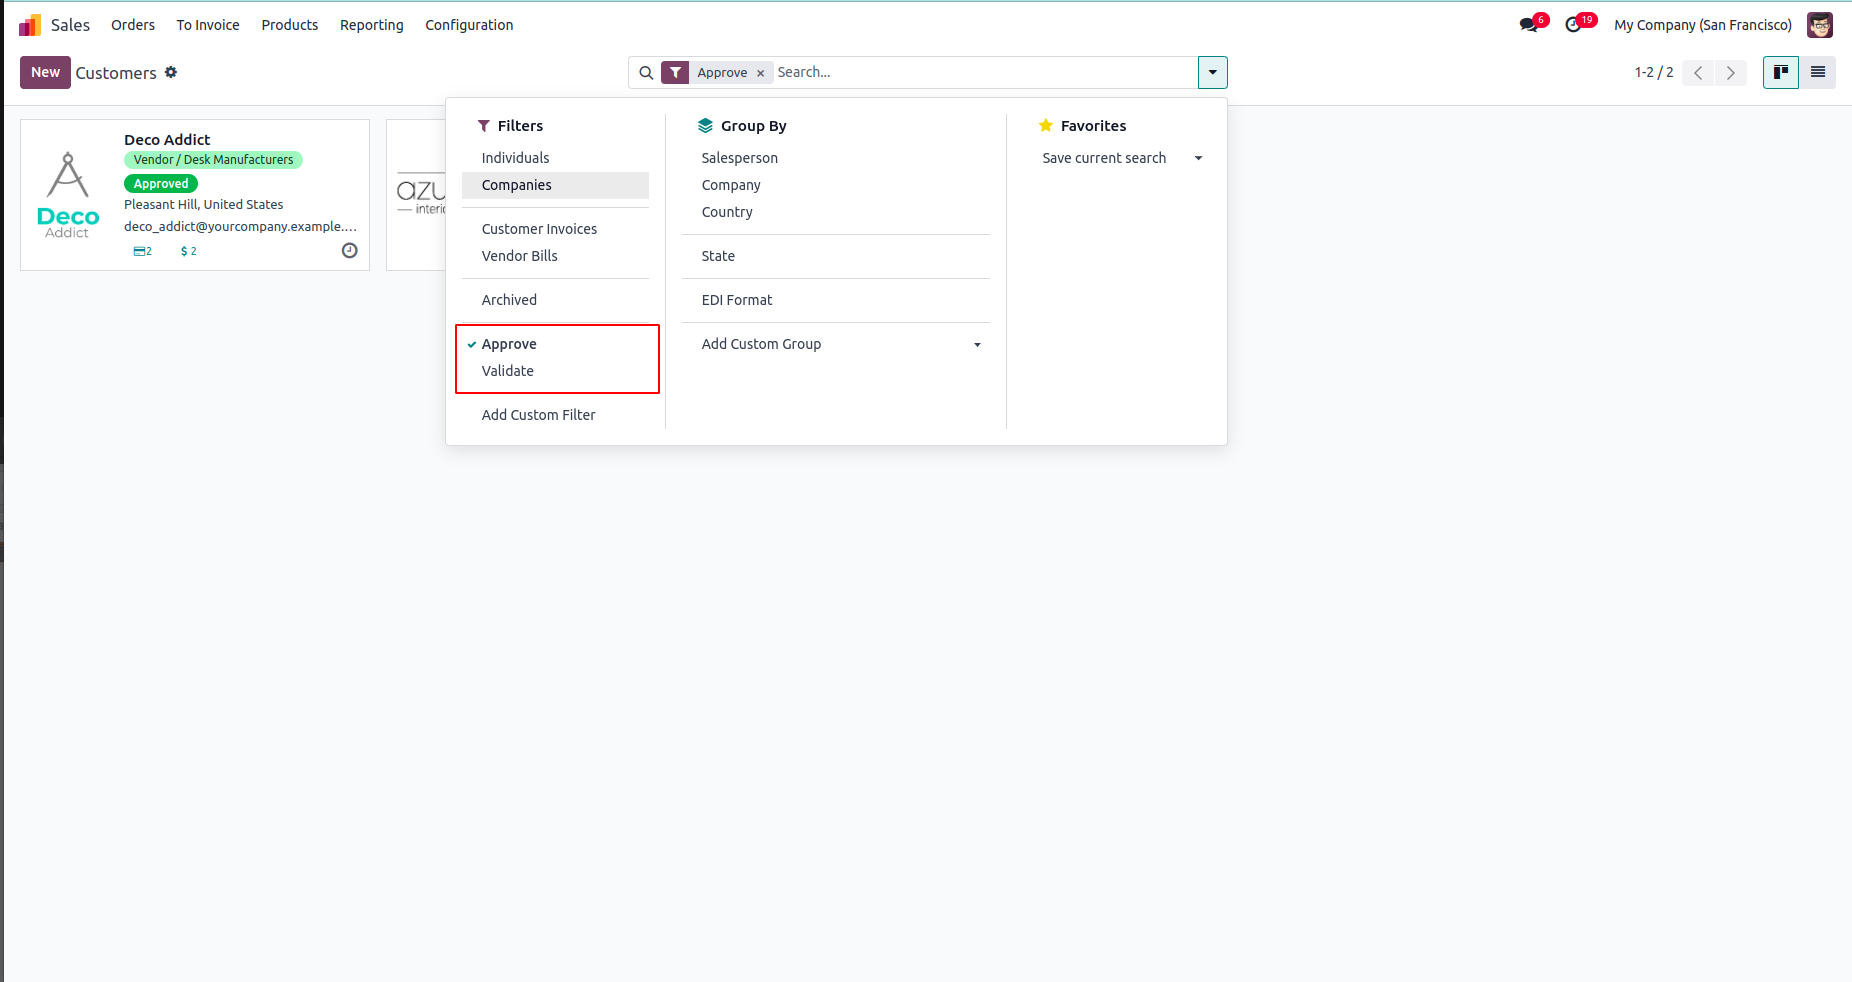 Sales Orders To Invoice Products Reporting Configuration 6 19 My Company (San Francisco)
New Customers Approve × Search... 1-2 / 2
Filters Group By Favorites
Individuals Salesperson Save current search
Companies Company
Country
Customer Invoices
Vendor Bills State
Archived EDI Format
Approve Add Custom Group
Validate
Add Custom Filter
Deco Addict
Vendor / Desk Manufacturers
Approved
Pleasant Hill, United States
deco_addict@yourcompany.example....
2 $ 2
Deco
Addict